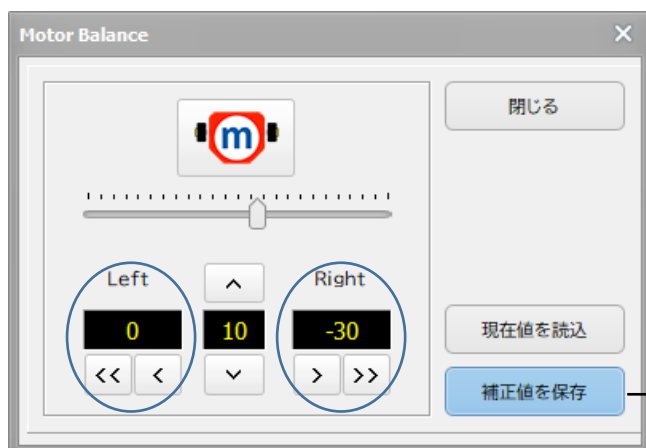 Motor Balance
閉じる
m
Left
Right
0
10
-30
<< <
> >>
現在値を読込
補正値を保存